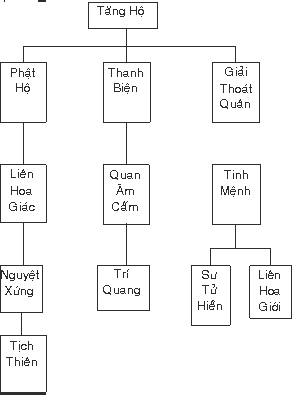 Tăng Hộ
Phật
Hộ
Thanh
Biện
Giải
Thoát
Quân
Liên
Hoa
Giác
Quan
Âm
Cấm
Tinh
Mệnh
Nguyệt
Xứng
Trí
Quang
Sư
Tử
Hiền
Liên
Hoa
Giới
Tịch
Thiên